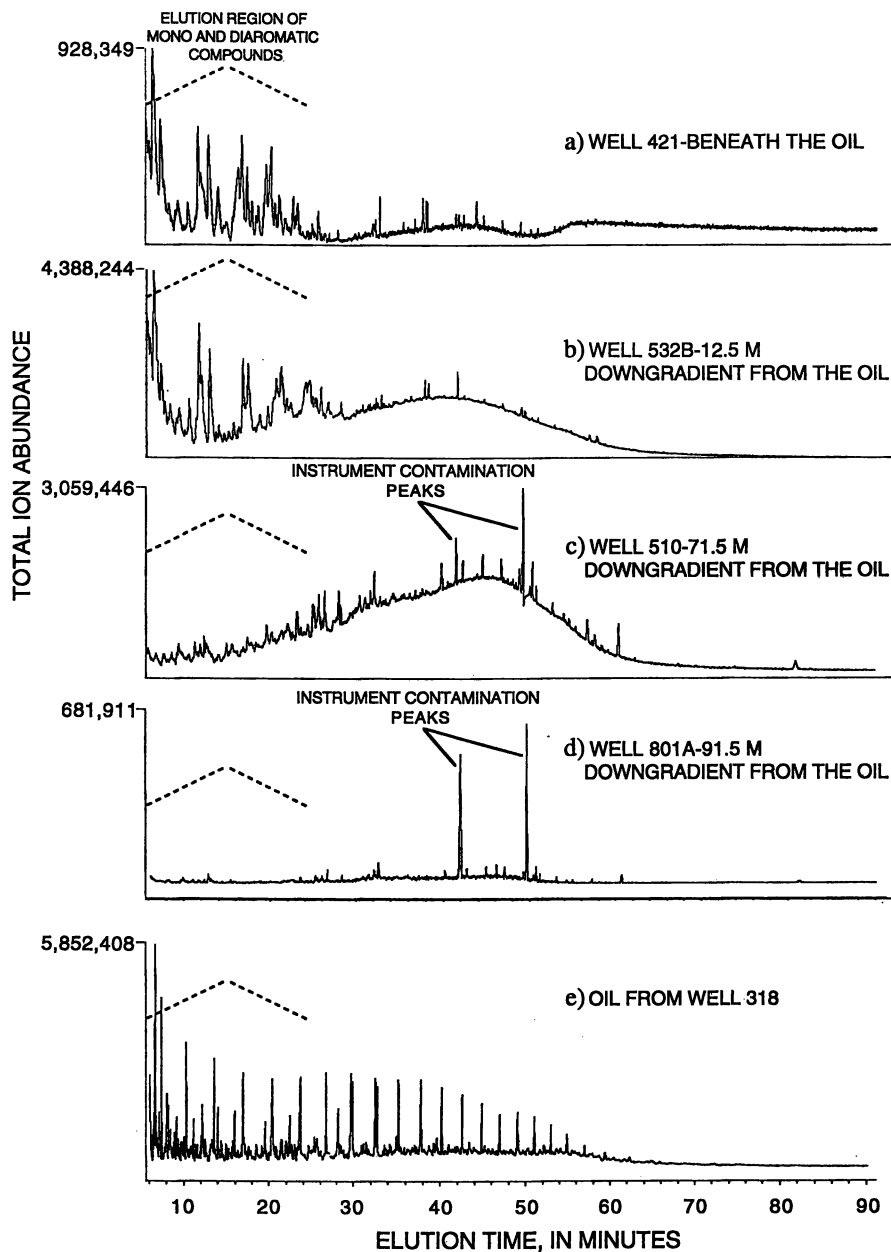 ELUTION REGION OF
MONO AND DIAROMATIC
COMPOUNDS
928,349
a) WELL 421-BENEATH THE OIL
4,388,244
b) WELL 532B-12.5 M
DOWNGRADIENT FROM THE OIL
TOTAL ION ABUNDANCE
INSTRUMENT CONTAMINATION
PEAKS
3,059,446
c) WELL 510-71.5 M
DOWNGRADIENT FROM THE OIL
INSTRUMENT CONTAMINATION
PEAKS
681,911
d) WELL 801A-91.5 M
DOWNGRADIENT FROM THE OIL
5,852,408
e) OIL FROM WELL 318
10 20 30 40 50 60 70 80 90
ELUTION TIME, IN MINUTES